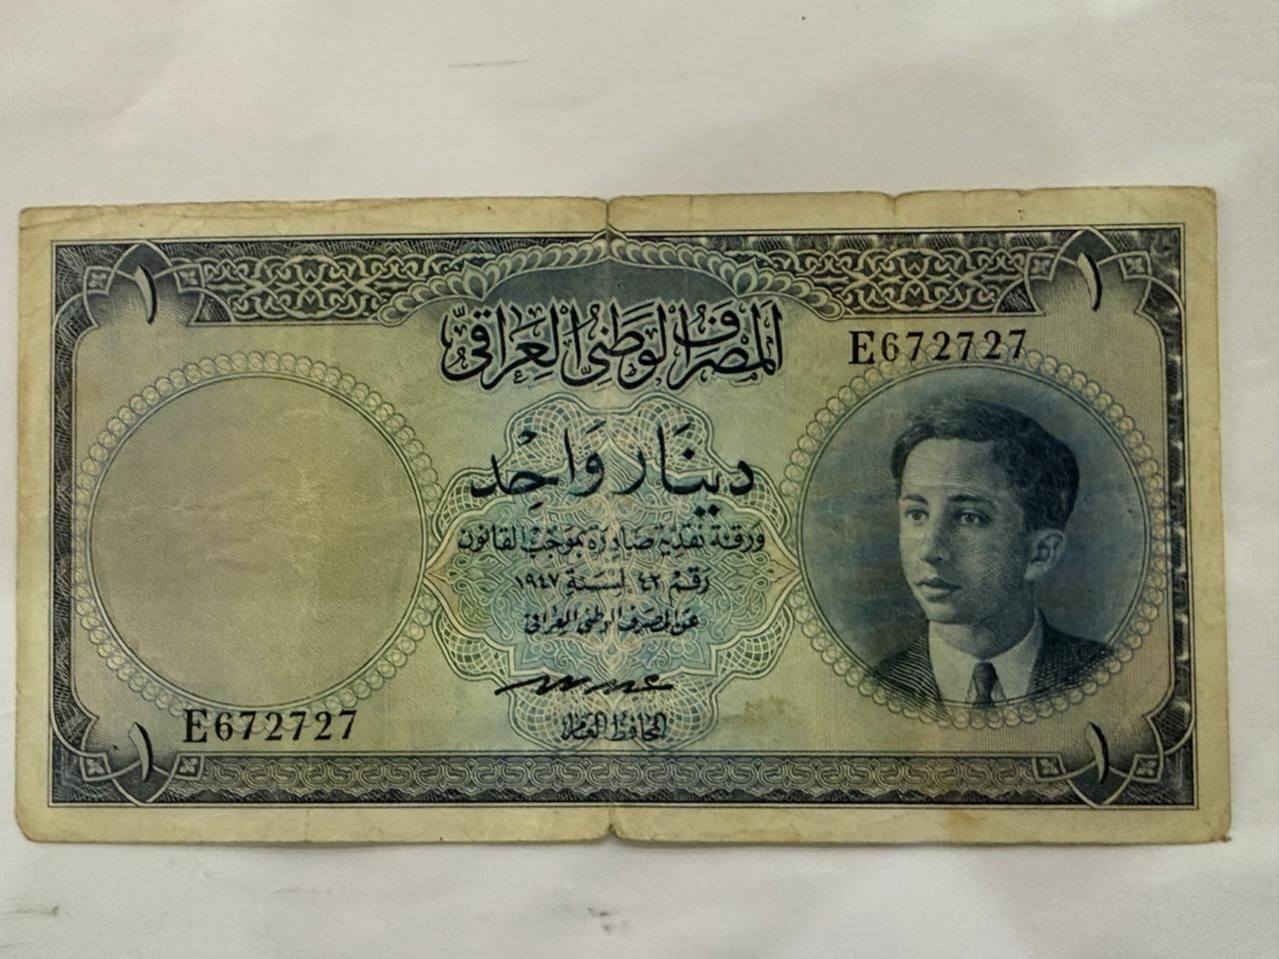 ١ ١
المصرف الوطني العراقي
E672727
دينار واحد
ورقة نقدية صادرة بموجب القانون
رقم ٤٢ لسنة ١٩٤٧
عن المصرف الوطني العراقي
المحافظ العام
E672727
١ ١